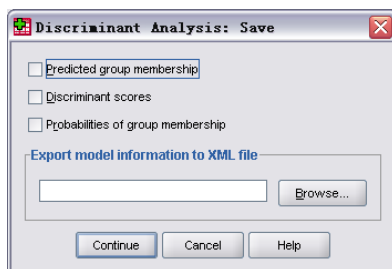 Discriminant Analysis: Save
Predicted group membership
Discriminant scores
Probabilities of group membership
Export model information to XML file
Browse...
Continue Cancel Help